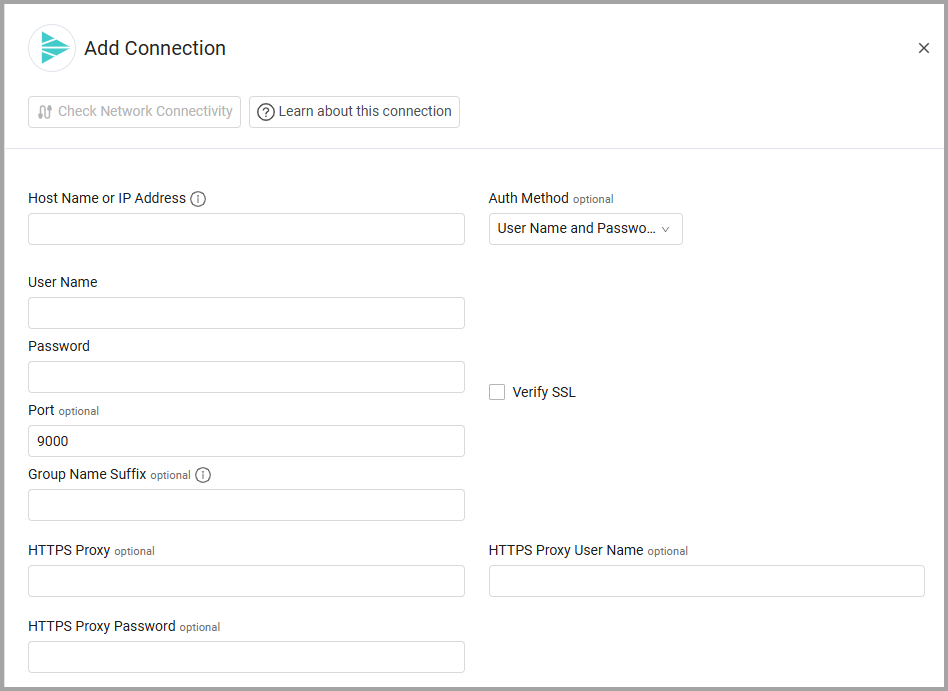 Add Connection
Check Network Connectivity
Learn about this connection
Host Name or IP Address
Auth Method optional
User Name and Passwo...
User Name
Password
Verify SSL
Port optional
9000
Group Name Suffix optional
HTTPS Proxy optional
HTTPS Proxy User Name optional
HTTPS Proxy Password optional